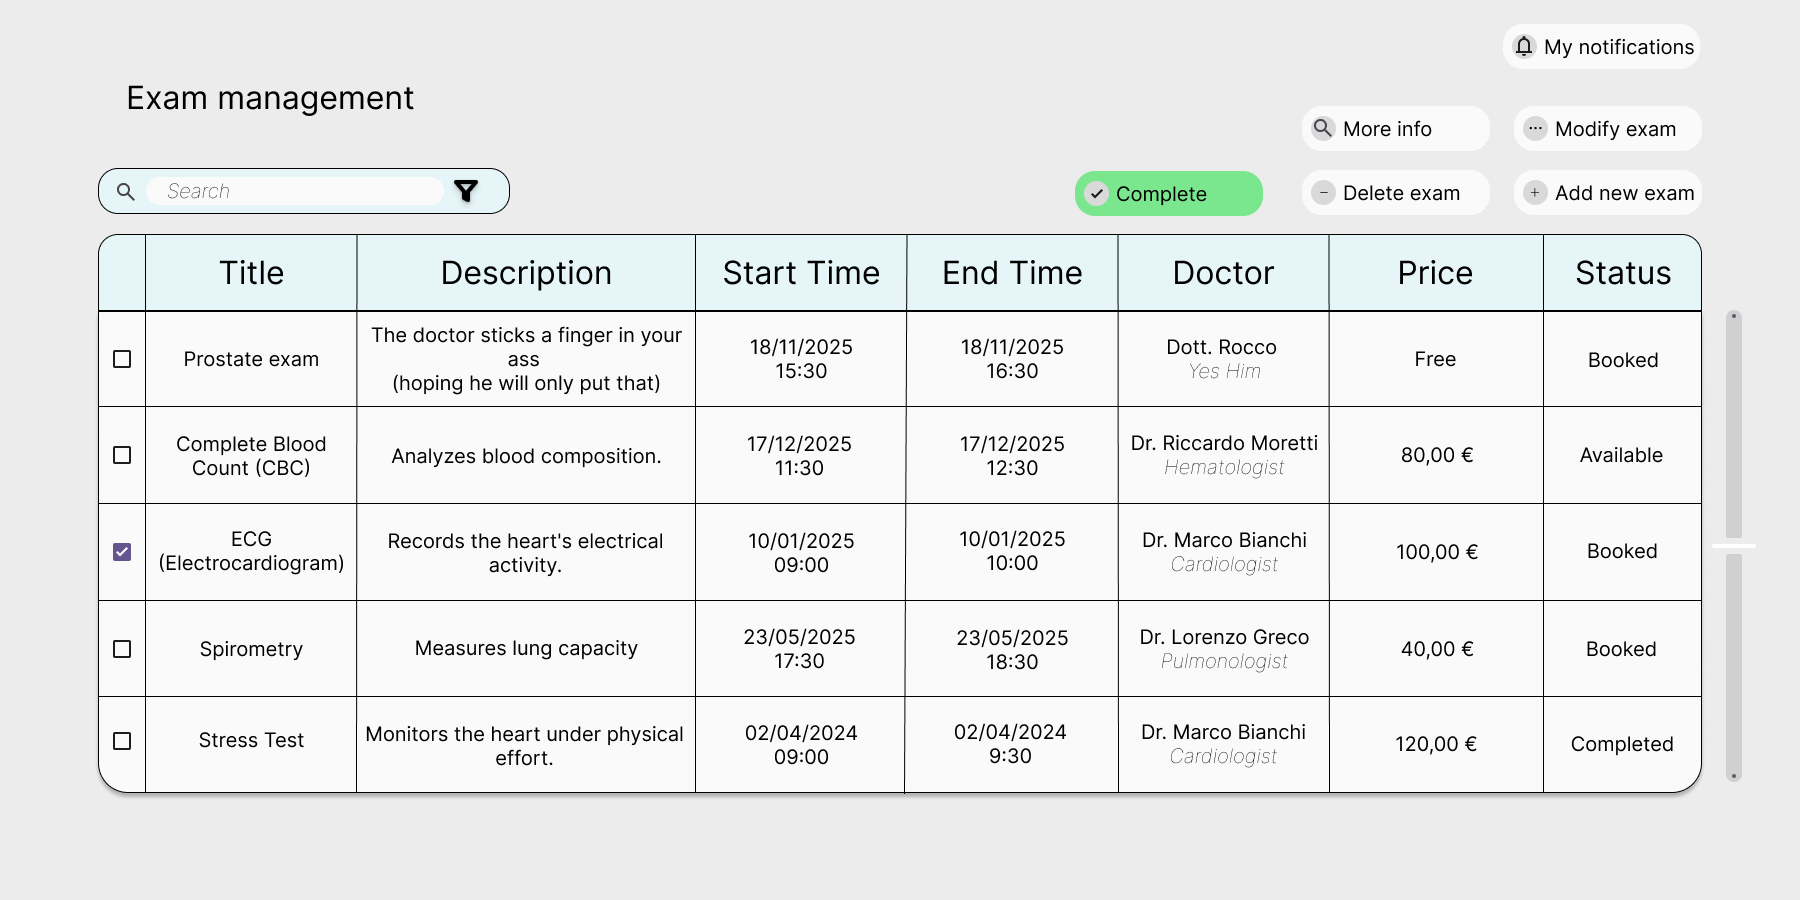 My notifications
Exam management
More info
Modify exam
Search
Complete
Delete exam
Add new exam
Title
Description
Start Time
End Time
Doctor
Price
Status
Prostate exam
The doctor sticks a finger in your
ass
(hoping he will only put that)
18/11/2025
15:30
18/11/2025
16:30
Dott. Rocco
Yes Him
Free
Booked
Complete Blood
Count (CBC)
Analyzes blood composition.
17/12/2025
11:30
17/12/2025
12:30
Dr. Riccardo Moretti
Hematologist
80,00 €
Available
ECG
(Electrocardiogram)
Records the heart's electrical
activity.
10/01/2025
09:00
10/01/2025
10:00
Dr. Marco Bianchi
Cardiologist
100,00 €
Booked
Spirometry
Measures lung capacity
23/05/2025
17:30
23/05/2025
18:30
Dr. Lorenzo Greco
Pulmonologist
40,00 €
Booked
Stress Test
Monitors the heart under physical
effort.
02/04/2024
09:00
02/04/2024
9:30
Dr. Marco Bianchi
Cardiologist
120,00 €
Completed